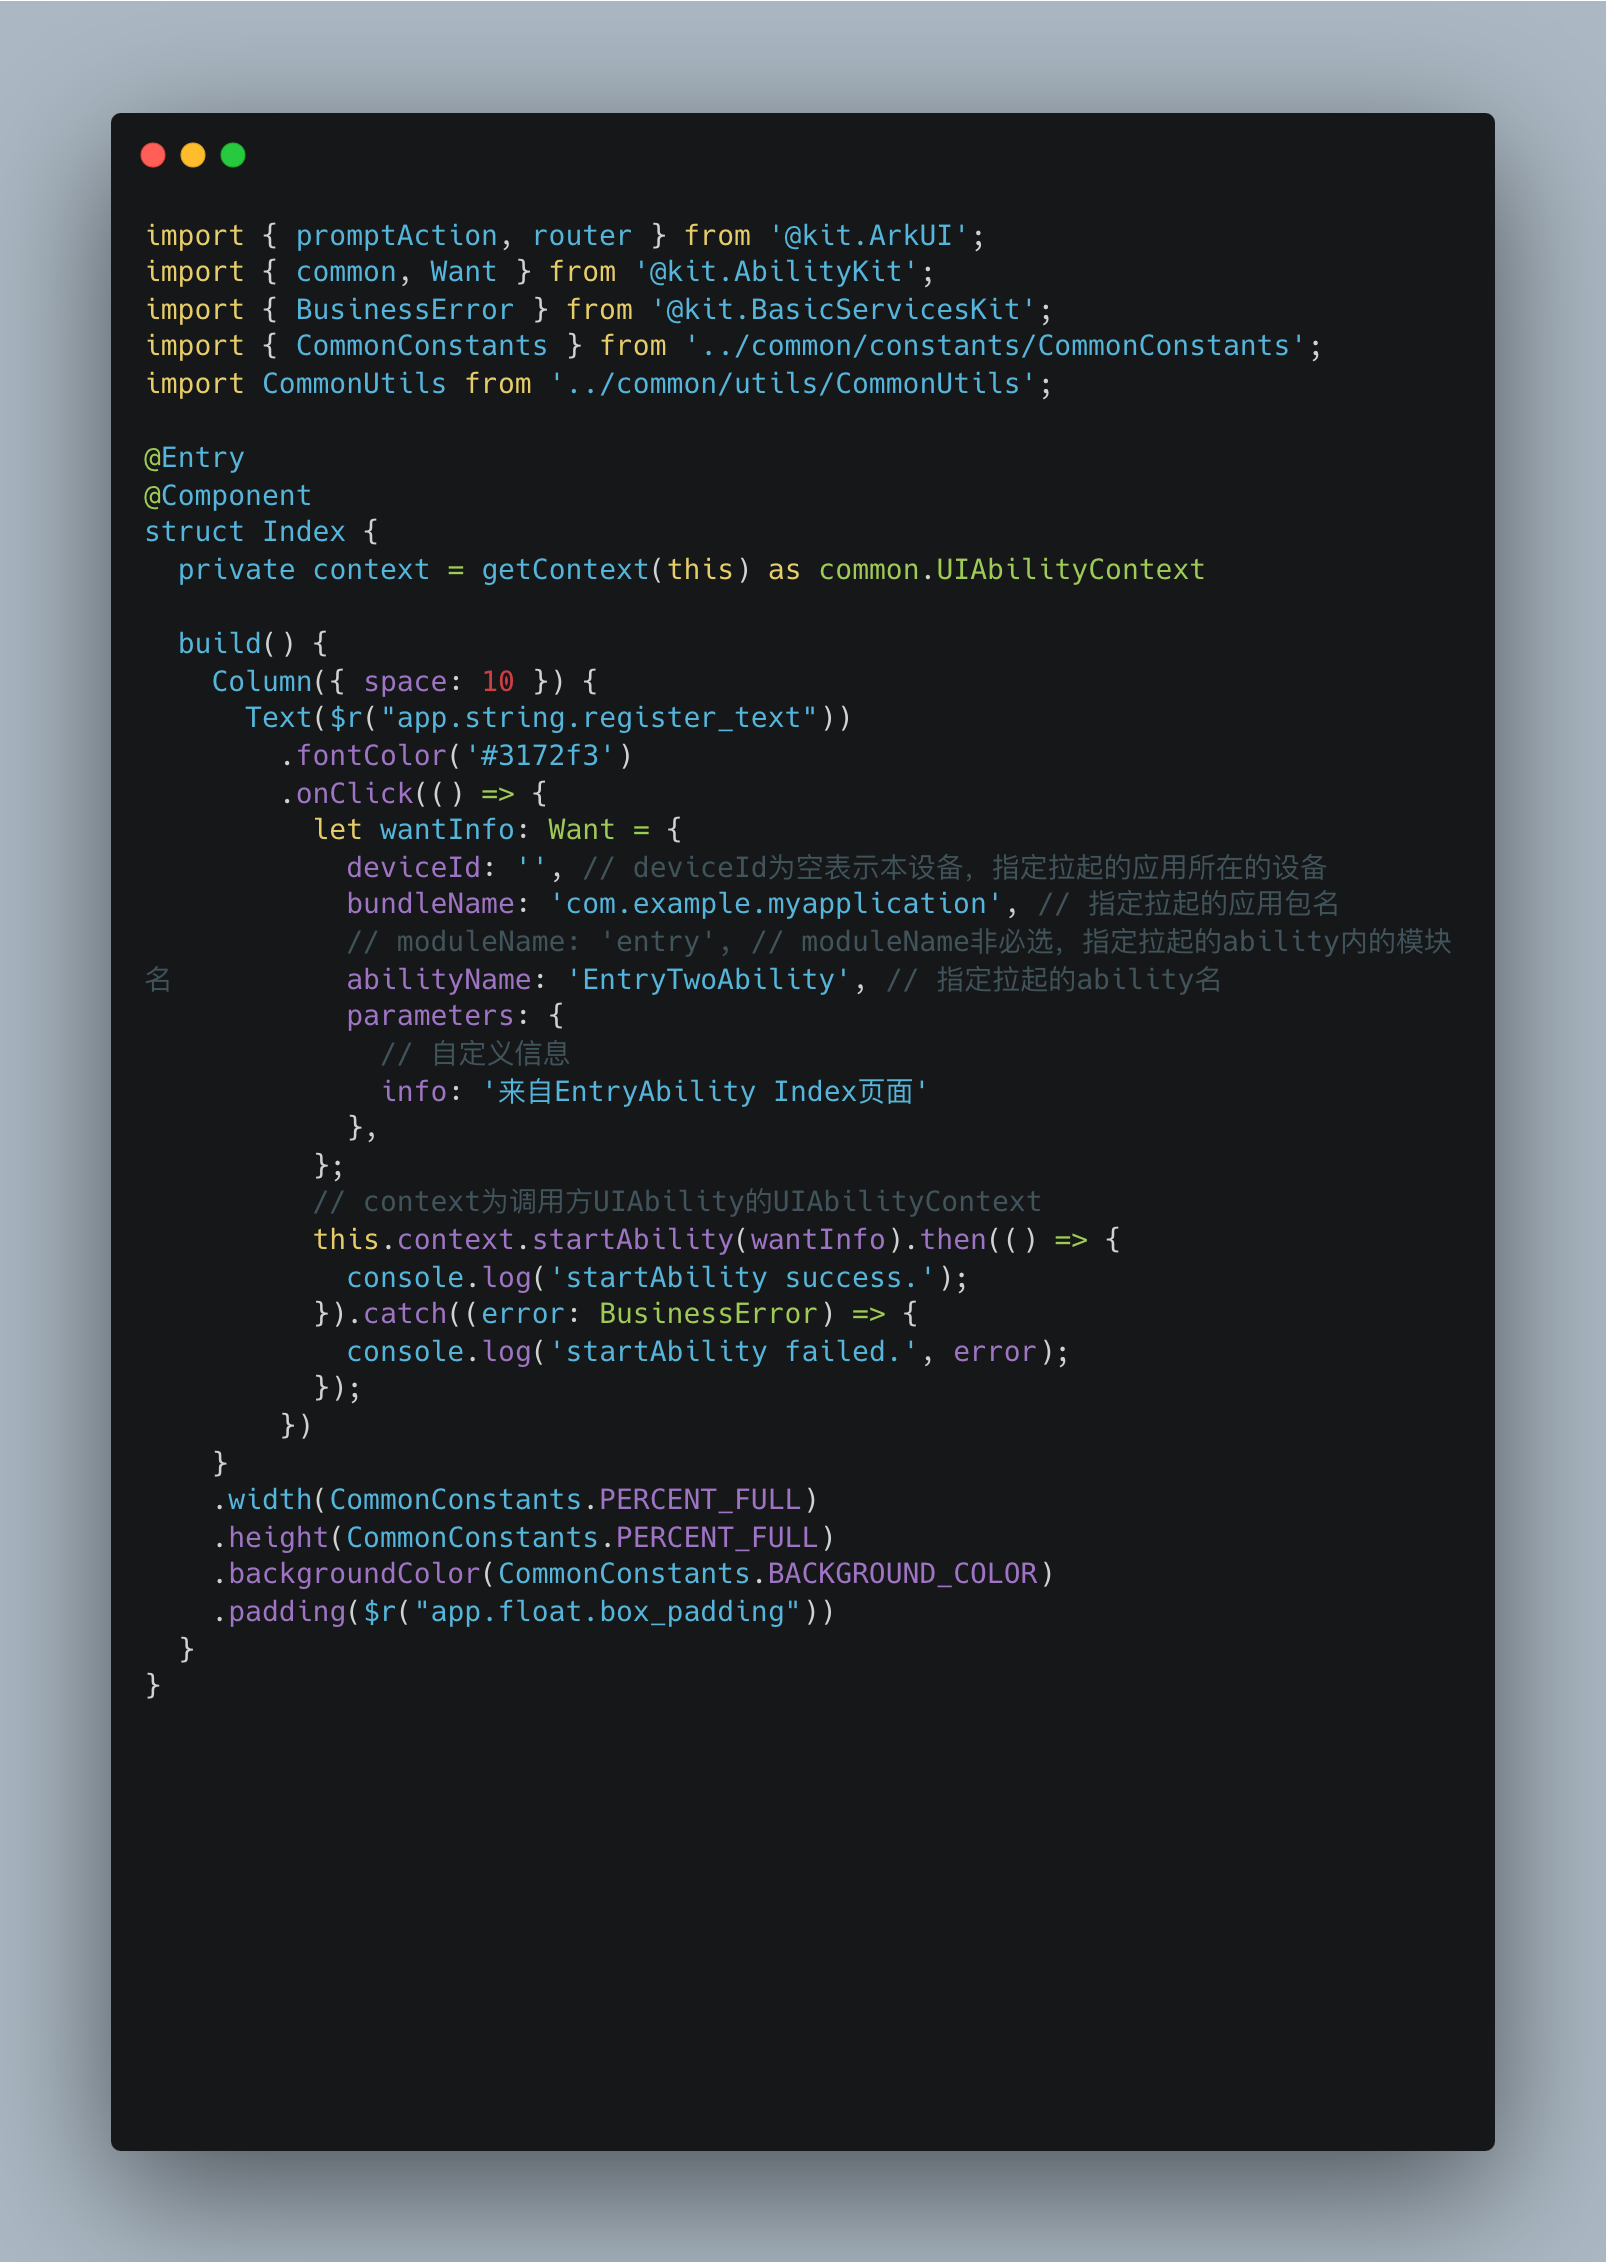 import { promptAction, router } from '@kit.ArkUI';
import { common, Want } from '@kit.AbilityKit';
import { BusinessError } from '@kit.BasicServicesKit';
import { CommonConstants } from '../common/constants/CommonConstants';
import CommonUtils from '../common/utils/CommonUtils';

@Entry
@Component
struct Index {
  private context = getContext(this) as common.UIAbilityContext

  build() {
    Column({ space: 10 }) {
      Text($r("app.string.register_text"))
        .fontColor('#3172f3')
        .onClick(() => {
          let wantInfo: Want = {
            deviceId: '', // deviceId为空表示本设备，指定拉起的应用所在的设备
            bundleName: 'com.example.myapplication', // 指定拉起的应用包名
            // moduleName: 'entry', // moduleName非必选，指定拉起的ability内的模块
名            abilityName: 'EntryTwoAbility', // 指定拉起的ability名
            parameters: {
              // 自定义信息
              info: '来自EntryAbility Index页面'
            },
          };
          // context为调用方UIAbility的UIAbilityContext
          this.context.startAbility(wantInfo).then(() => {
            console.log('startAbility success.');
          }).catch((error: BusinessError) => {
            console.log('startAbility failed.', error);
          });
        })
    }
    .width(CommonConstants.PERCENT_FULL)
    .height(CommonConstants.PERCENT_FULL)
    .backgroundColor(CommonConstants.BACKGROUND_COLOR)
    .padding($r("app.float.box_padding"))
  }
}